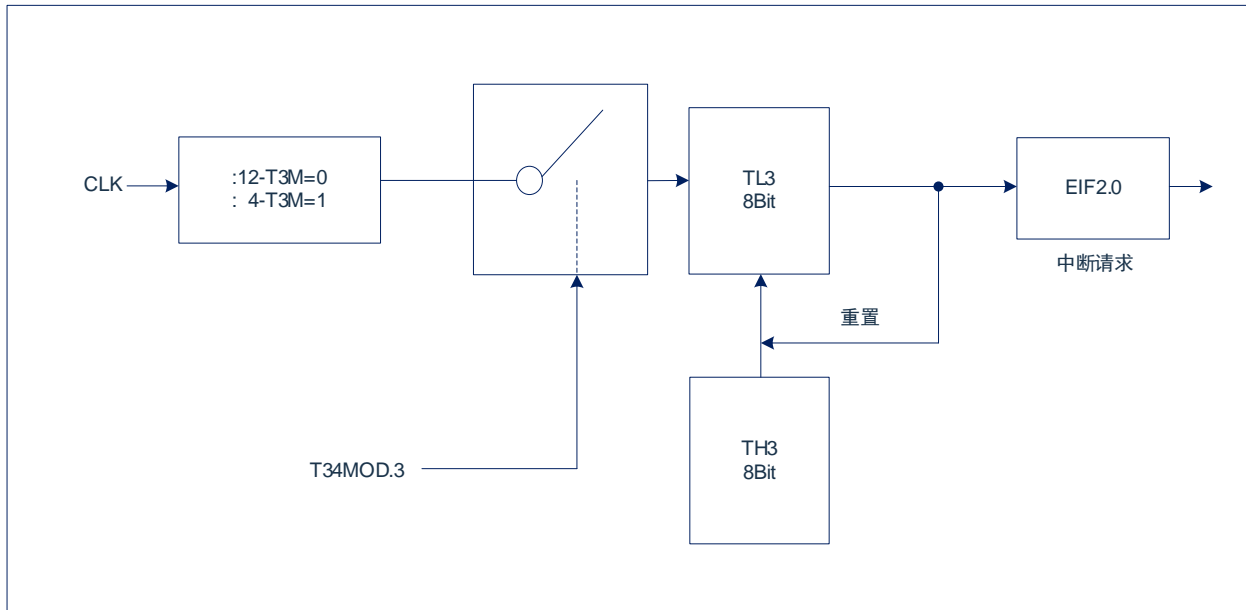 CLK
:12-T3M=0
: 4-T3M=1
TL3
8Bit
EIF2.0
中断请求
重置
TH3
8Bit
T34MOD.3